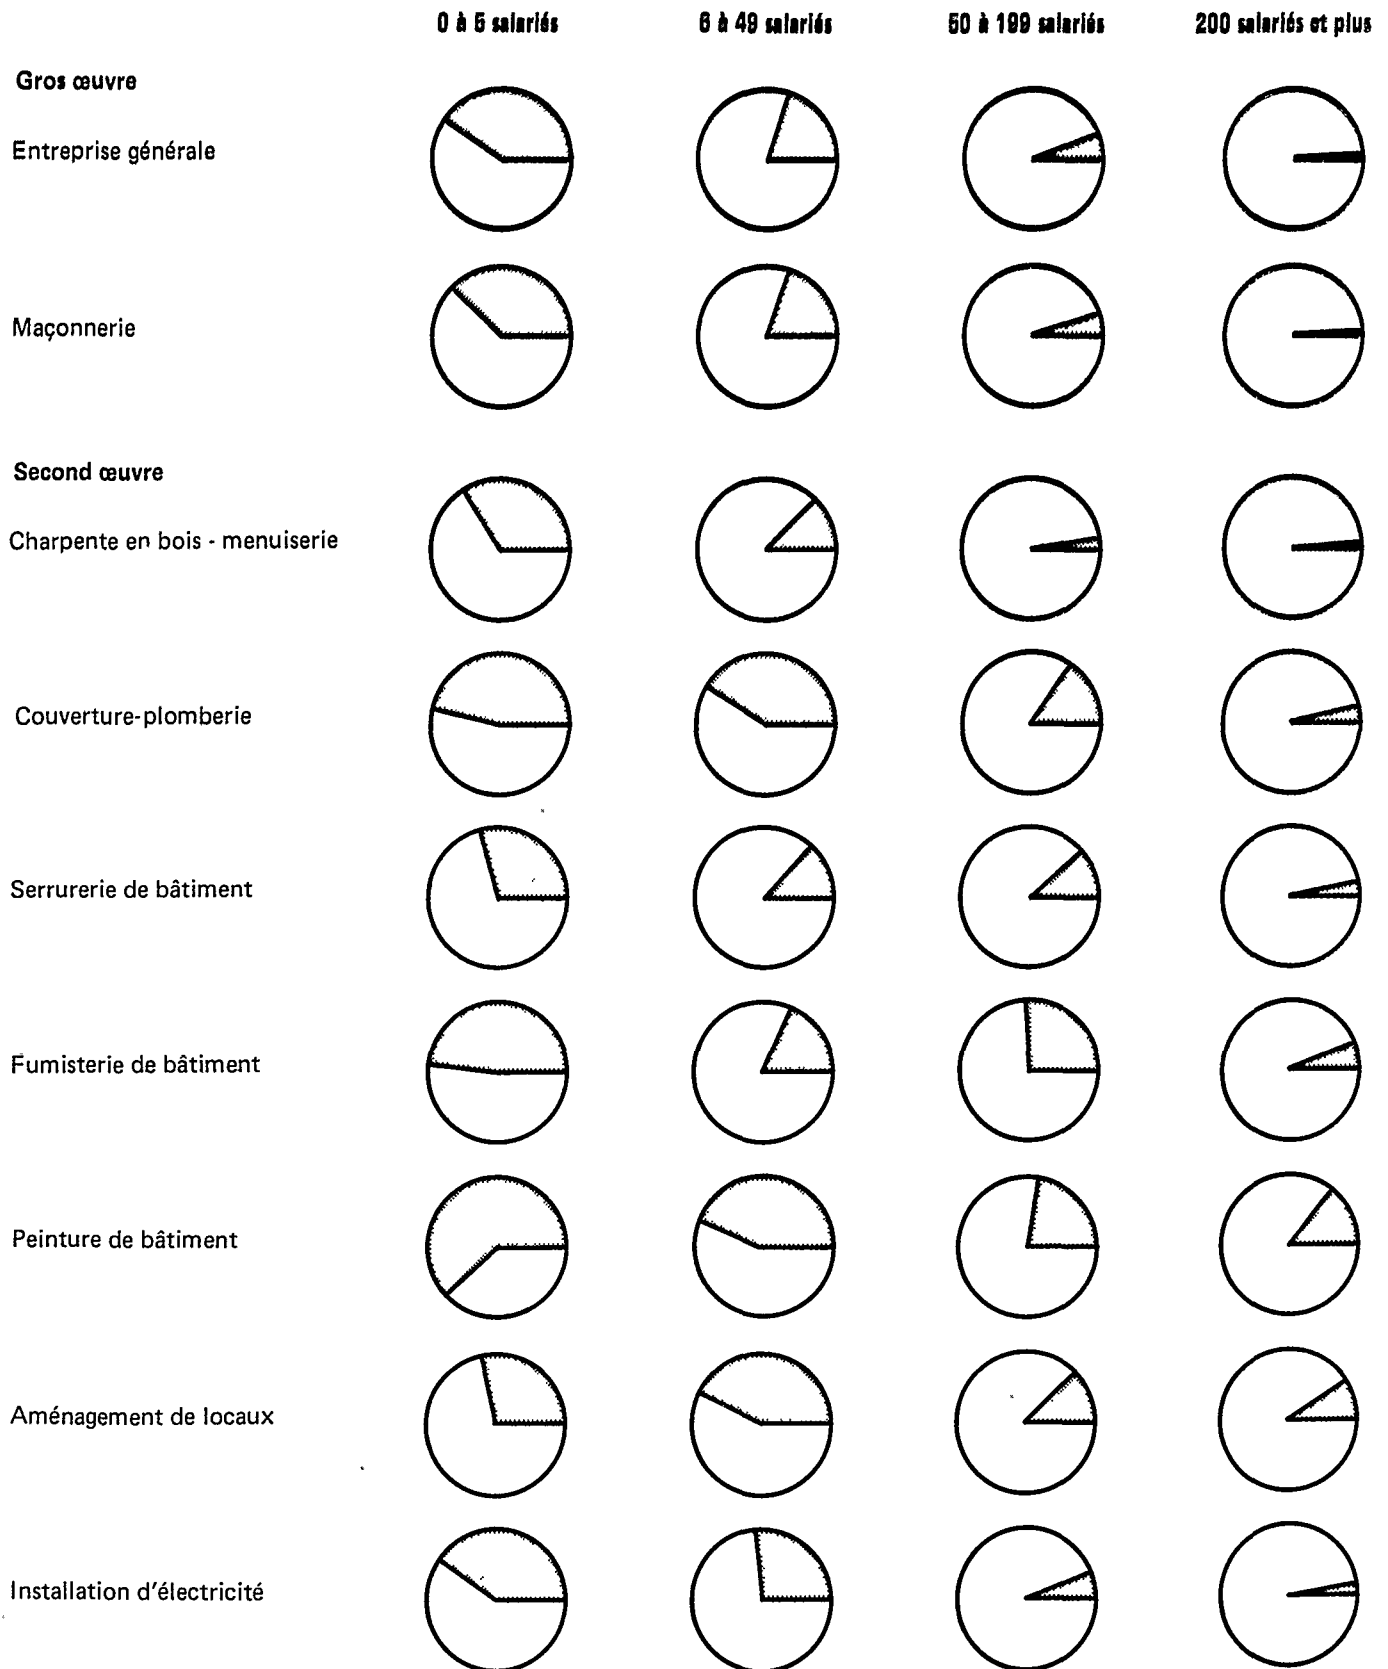 0 à 5 salariés 6 à 49 salariés 50 à 199 salariés 200 salariés et plus
Gros œuvre
Entreprise générale
Maçonnerie
Second œuvre
Charpente en bois - menuiserie
Couverture-plomberie
Serrurerie de bâtiment
Fumisterie de bâtiment
Peinture de bâtiment
Aménagement de locaux
Installation d'électricité